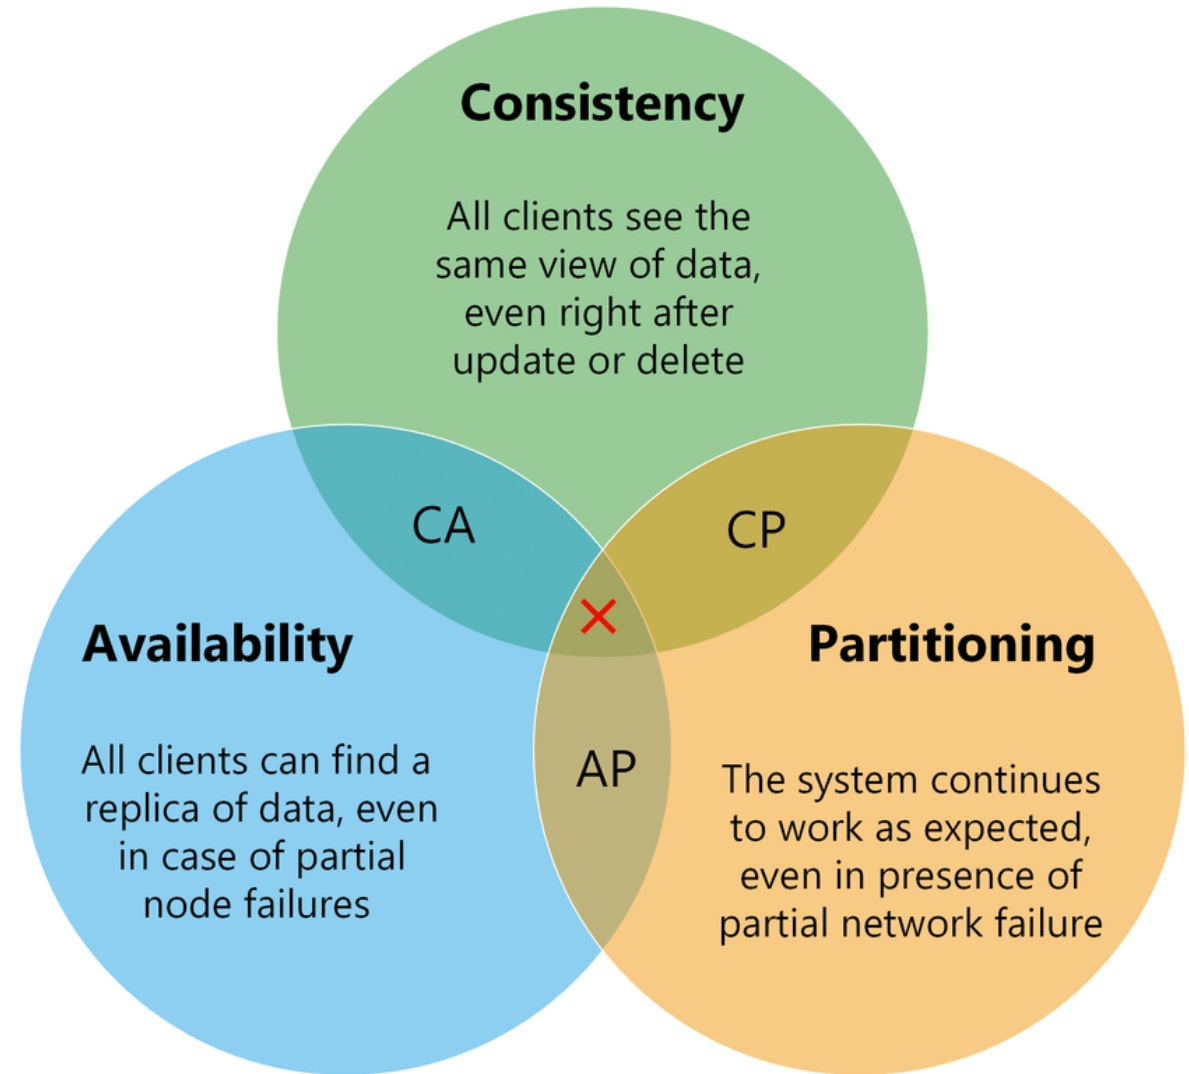 Consistency
All clients see the
same view of data,
even right after
update or delete
CA
CP
Availability
All clients can find a
replica of data, even
in case of partial
node failures
AP
Partitioning
The system continues
to work as expected,
even in presence of
partial network failure